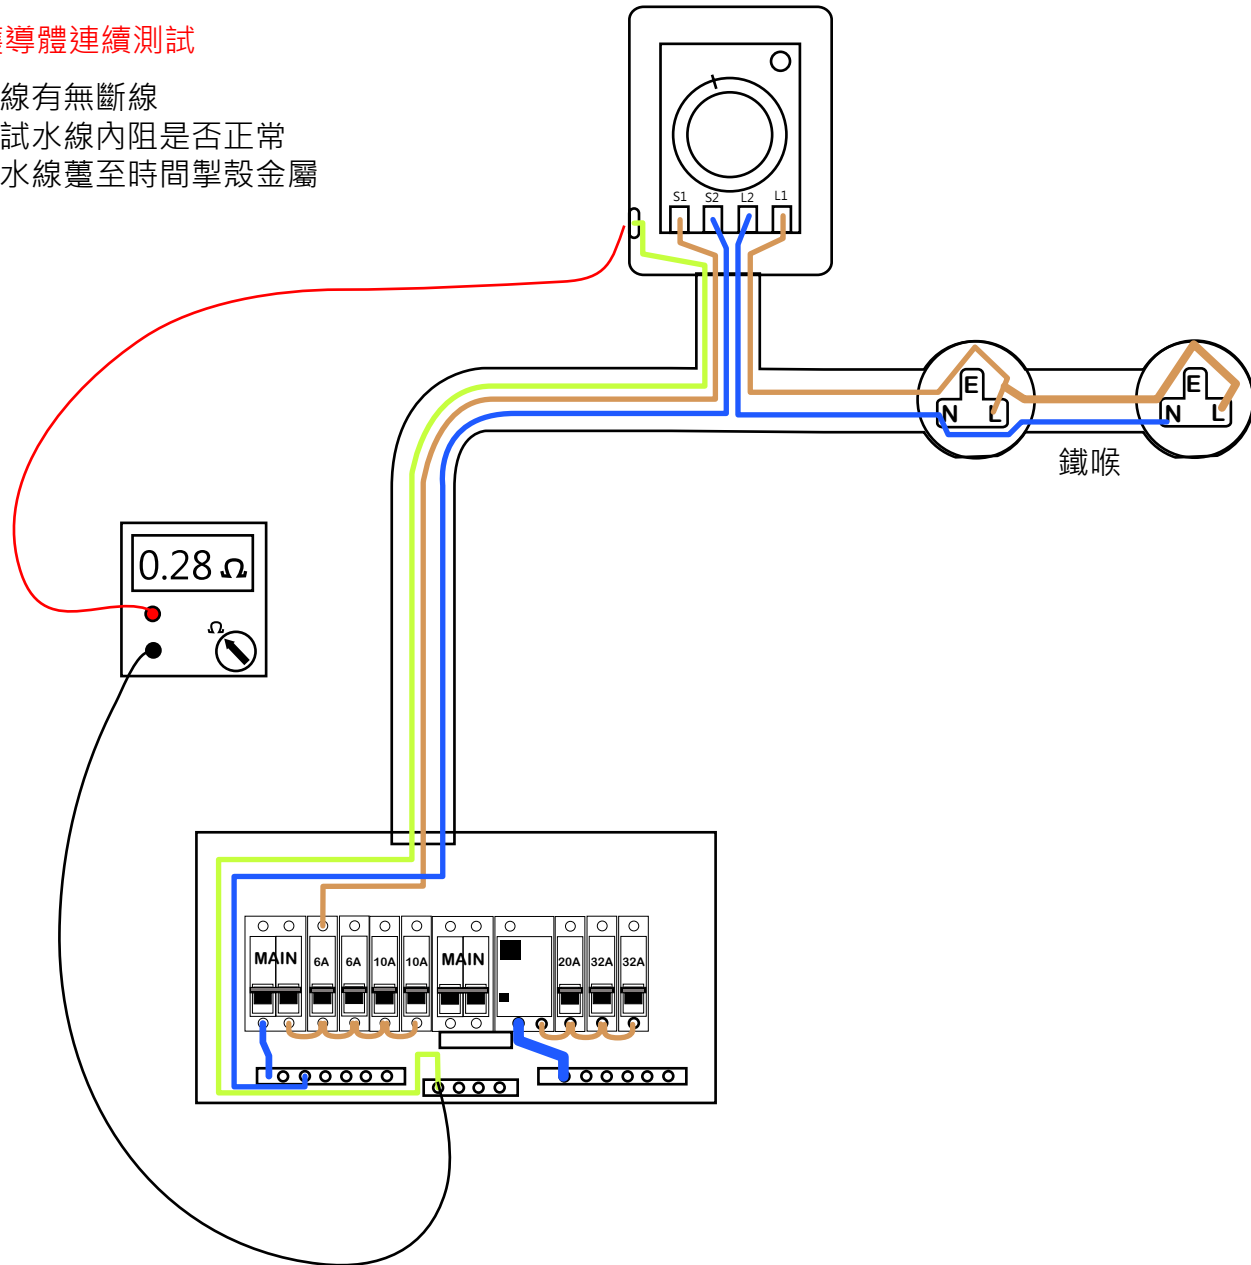 導體連續測試
線有無斷線
試水線內阻是否正常
水線躉至時間掣殼金屬
S1 S2 L2 L1
E
N L
E
N L
鐵喉
0.28 Ω
Ω
MAIN 6A 6A 10A 10A MAIN 20A 32A 32A